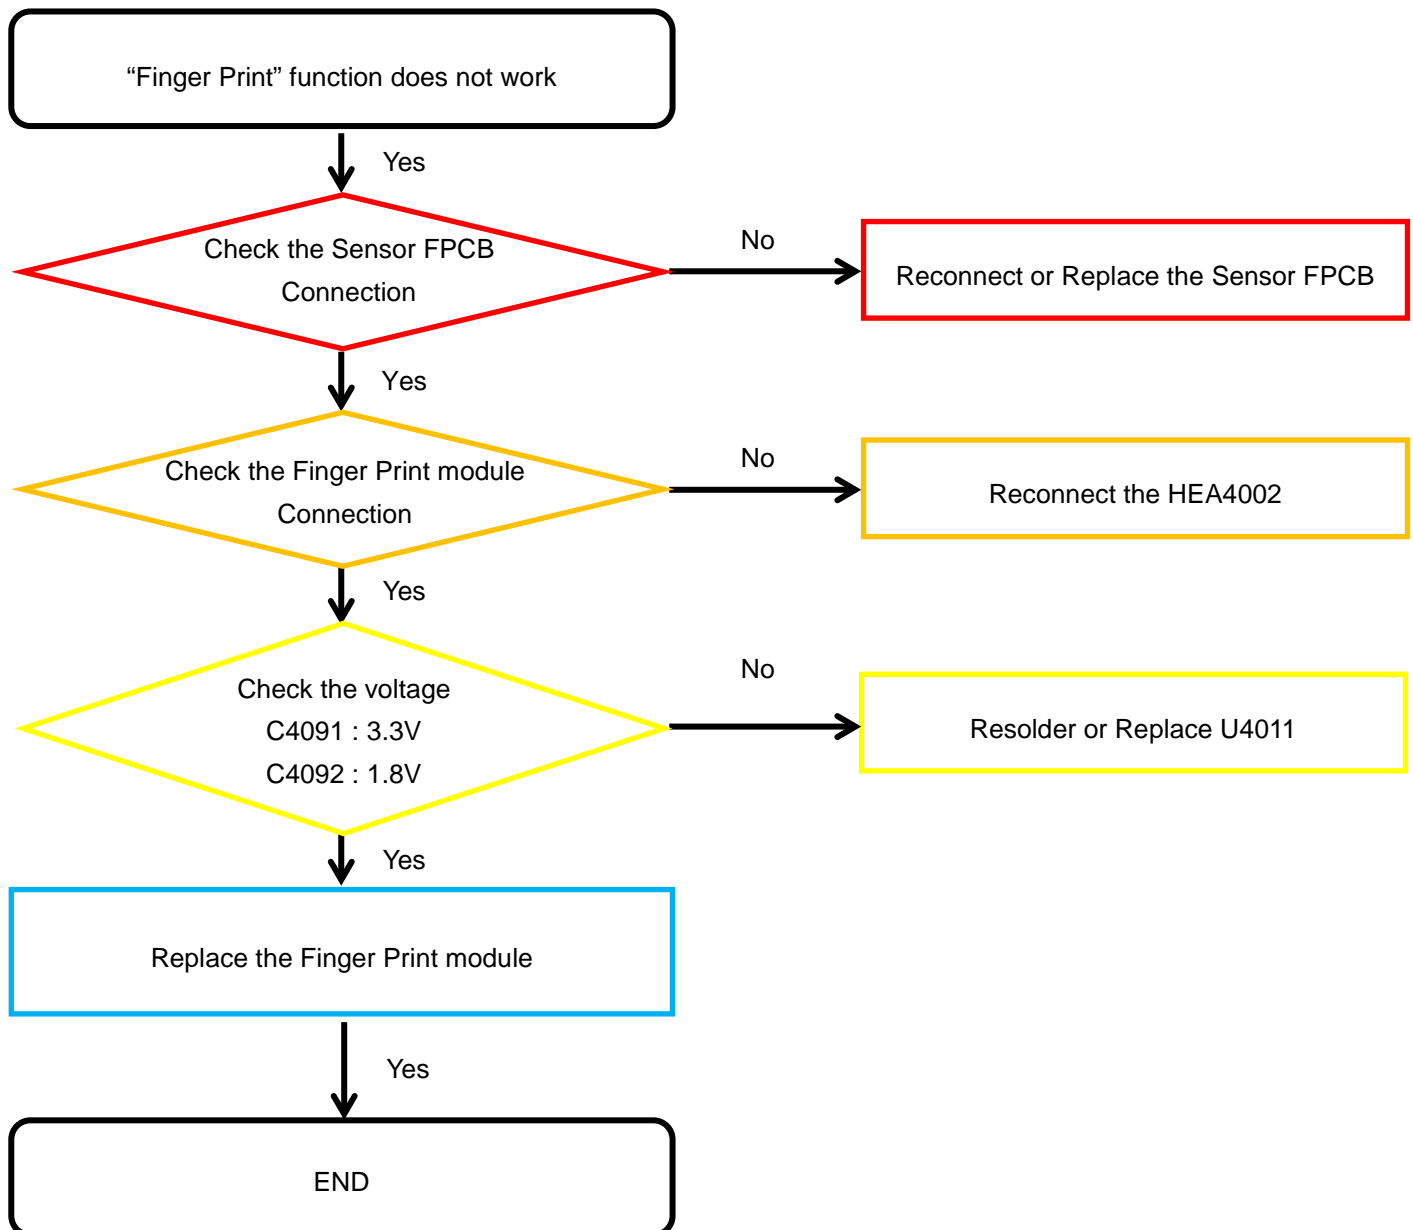 “Finger Print” function does not work
Yes
Check the Sensor FPCB
Connection
No
Reconnect or Replace the Sensor FPCB
Yes
Check the Finger Print module
Connection
No
Reconnect the HEA4002
Yes
Check the voltage
C4091 : 3.3V
C4092 : 1.8V
No
Resolder or Replace U4011
Yes
Replace the Finger Print module
Yes
END